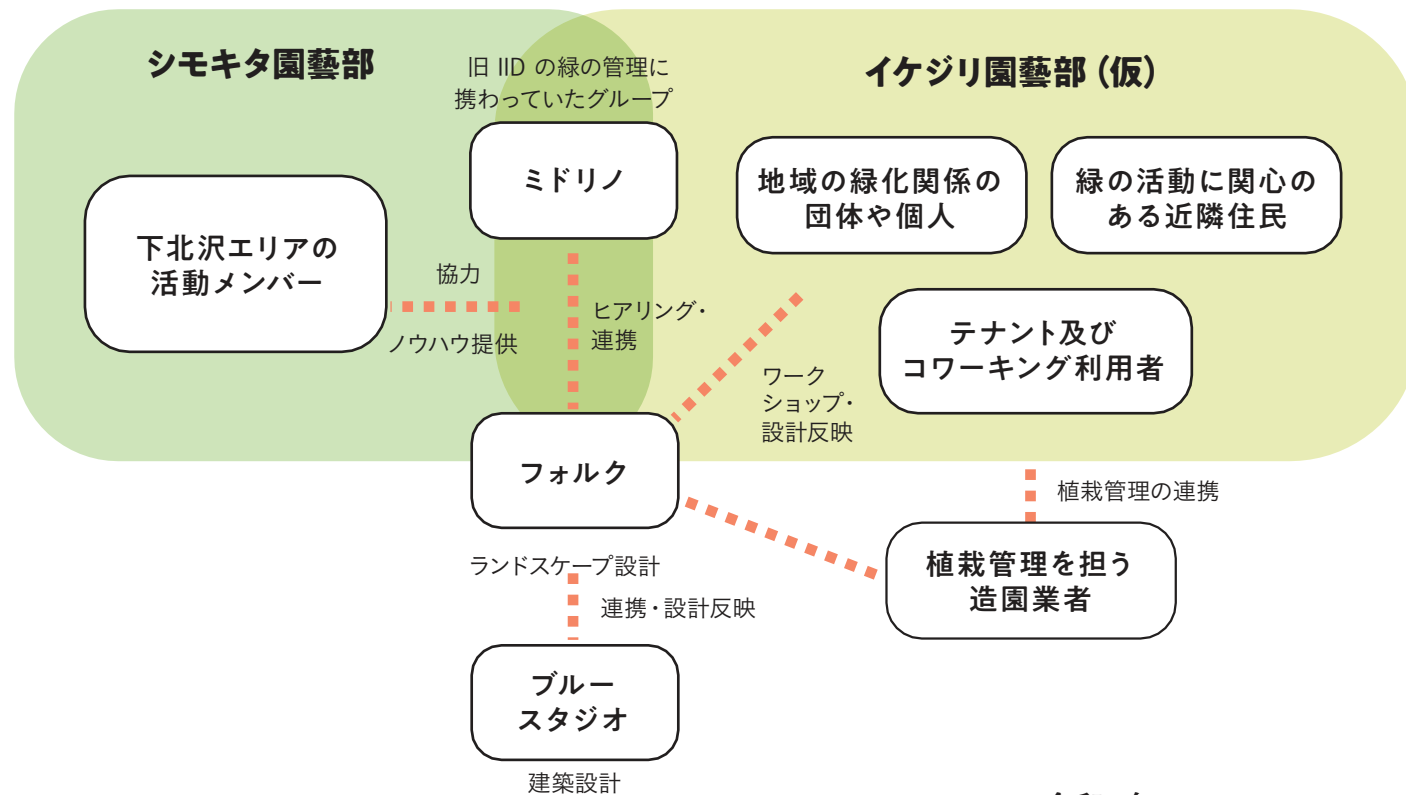 シモキタ園藝部
旧 IID の緑の管理に
携わっていたグループ
イケジリ園藝部（仮）
ミドリノ
地域の緑化関係の
団体や個人
緑の活動に関心の
ある近隣住民
下北沢エリアの
活動メンバー
協力
ノウハウ提供
ヒアリング・
連携
テナント及び
コワーキング利用者
ワーク
ショップ・
設計反映
フォルク
植栽管理の連携
ランドスケープ設計
植栽管理を担う
造園業者
連携・設計反映
ブルー
スタジオ
建築設計